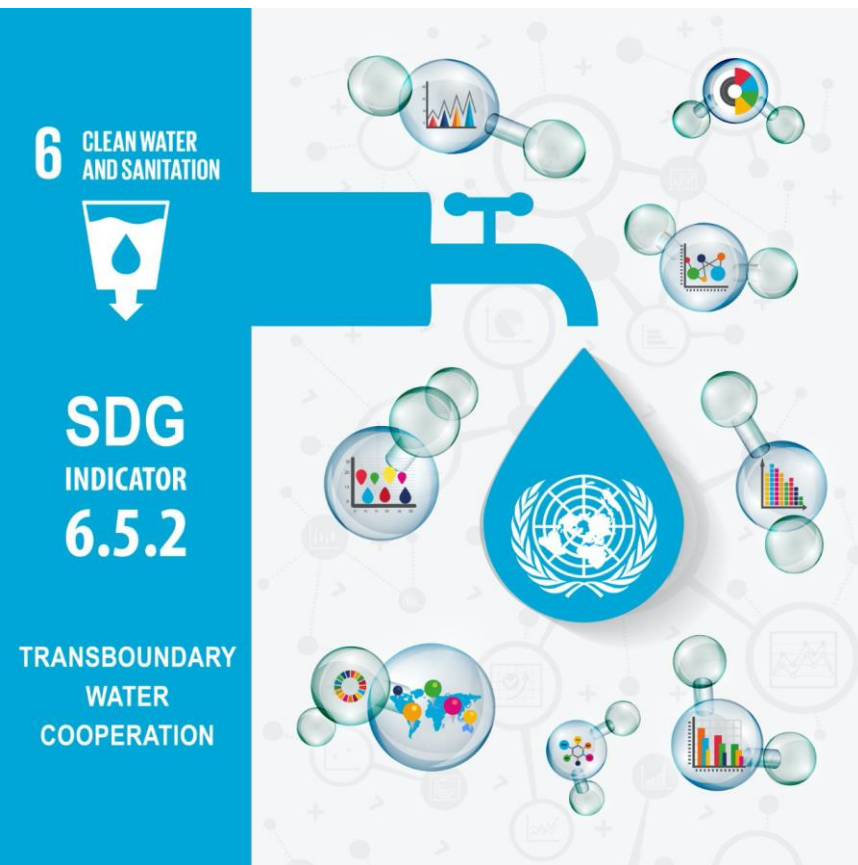 6 CLEAN WATER
AND SANITATION
SDG
INDICATOR
6.5.2
TRANSBOUNDARY
WATER
COOPERATION